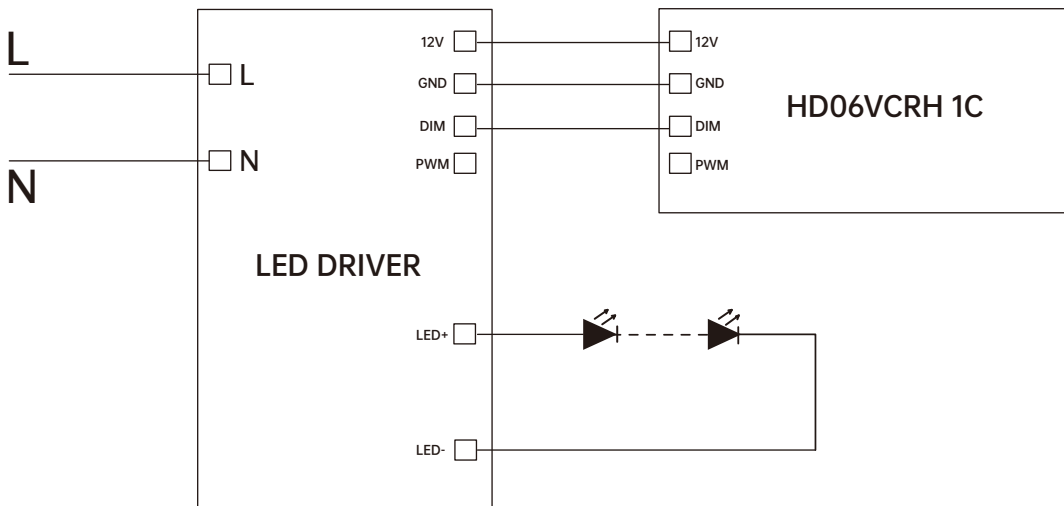 L
L
N
N
12V
GND
DIM
PWM
LED DRIVER
LED+
LED-
12V
GND
DIM
PWM
HD06VCRH 1C